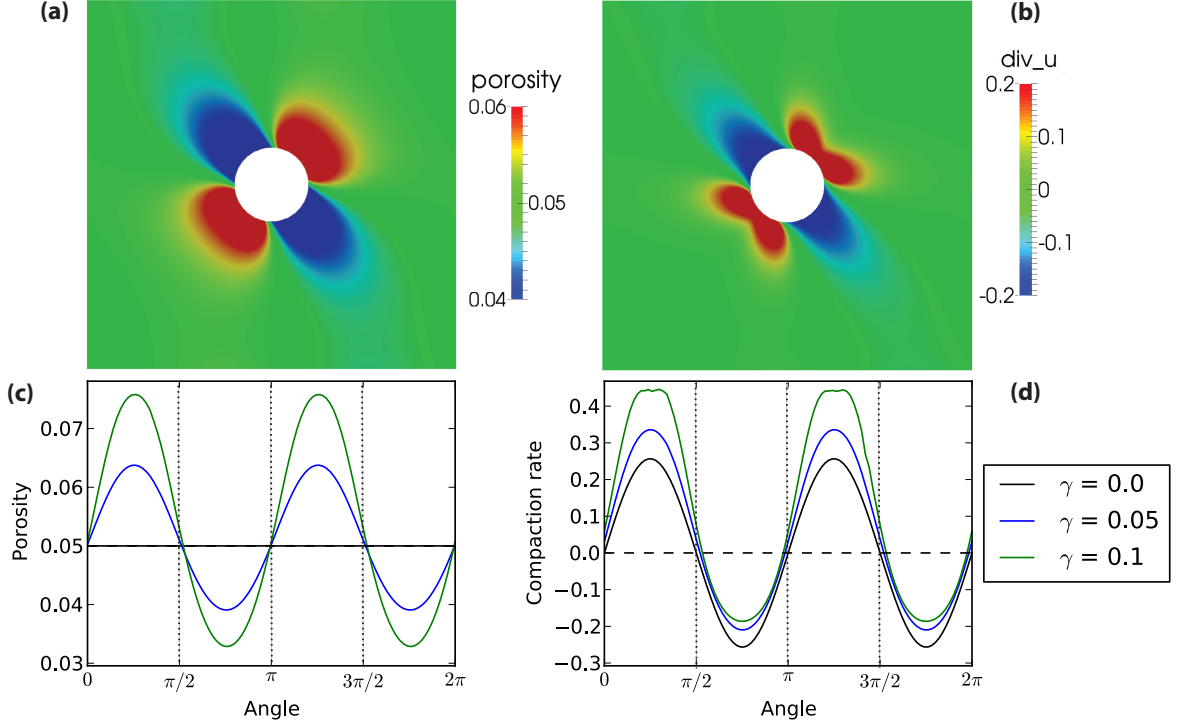 (a)
porosity
0.06
0.05
0.04
(b)
div_u
0.2
0.1
0
-0.1
-0.2
(c)
0.07
0.06
0.05
0.04
0.03
Porosity
0
π/2
π
3π/2
2π
Angle
(d)
0.4
0.3
0.2
0.1
0.0
−0.1
−0.2
−0.3
Compaction rate
0
π/2
π
3π/2
2π
Angle
γ = 0.0
γ = 0.05
γ = 0.1